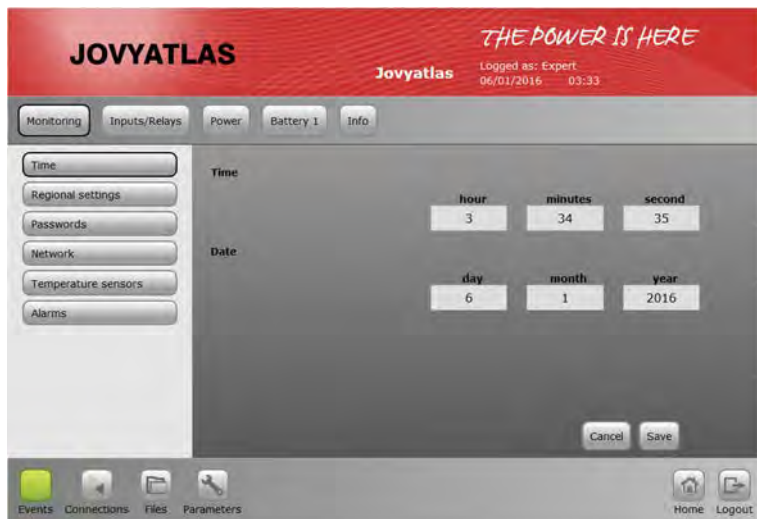 JOVYATLAS
THE POWER IS HERE
Jovyatlas
Logged as: Expert
06/01/2016 03:33
Monitoring Inputs/Relays Power Battery 1 Info
Time
Regional settings
Passwords
Network
Temperature sensors
Alarms
Time
hour minutes second
3 34 35
Date
day month year
6 1 2016
Cancel Save
Events Connections Files Parameters Home Logout